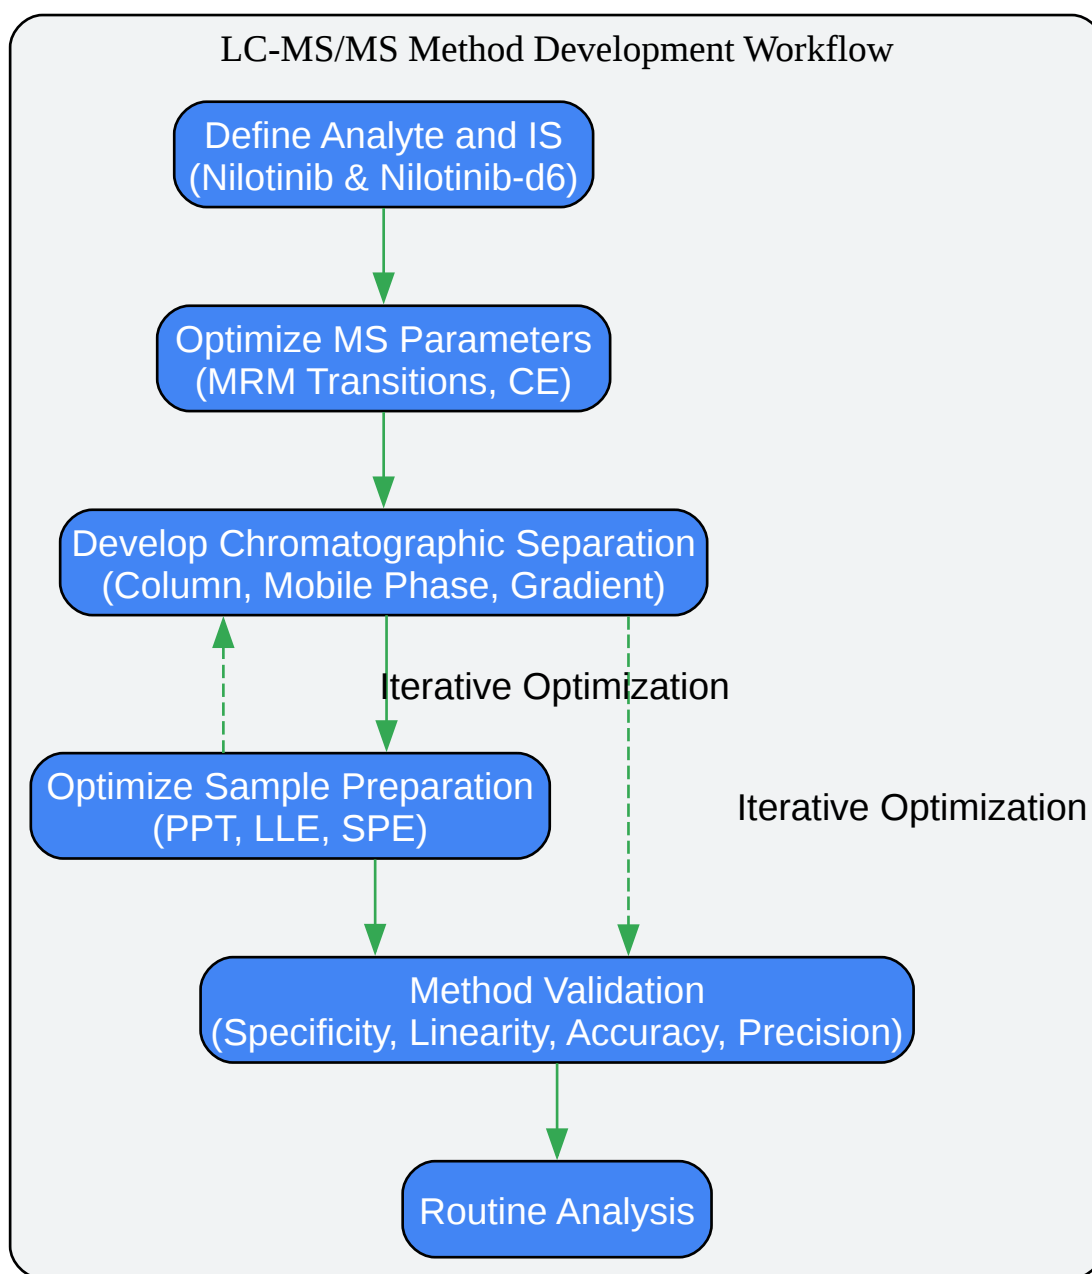 LC-MS/MS Method Development Workflow
Define Analyte and IS
(Nilotinib & Nilotinib-d6)
Optimize MS Parameters
(MRM Transitions, CE)
Develop Chromatographic Separation
(Column, Mobile Phase, Gradient)
Iterative Optimization
Optimize Sample Preparation
(PPT, LLE, SPE)
Iterative Optimization
Method Validation
(Specificity, Linearity, Accuracy, Precision)
Routine Analysis